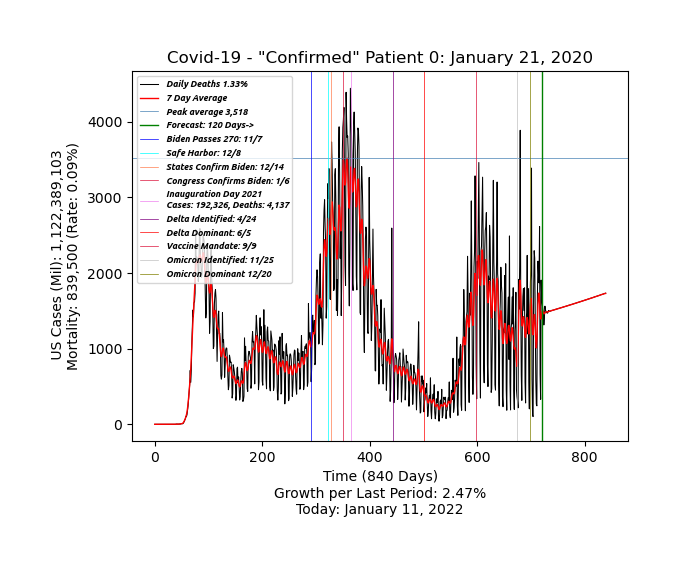 Covid-19 - "Confirmed" Patient 0: January 21, 2020
Daily Deaths 1.33%
7 Day Average
Peak average 3,518
Forecast: 120 Days->
Biden Passes 270: 11/7
Safe Harbor: 12/8
States Confirm Biden: 12/14
Congress Confirms Biden: 1/6
Inauguration Day 2021
Cases: 192,326, Deaths: 4,137
Delta Identified: 4/24
Delta Dominant: 6/5
Vaccine Mandate: 9/9
Omicron Identified: 11/25
Omicron Dominant 12/20
US Cases (Mil): 1,122,389,103
Mortality: 839,500 (Rate: 0.09%)
4000
3000
2000
1000
0
0 200 400 600 800
Time (840 Days)
Growth per Last Period: 2.47%
Today: January 11, 2022